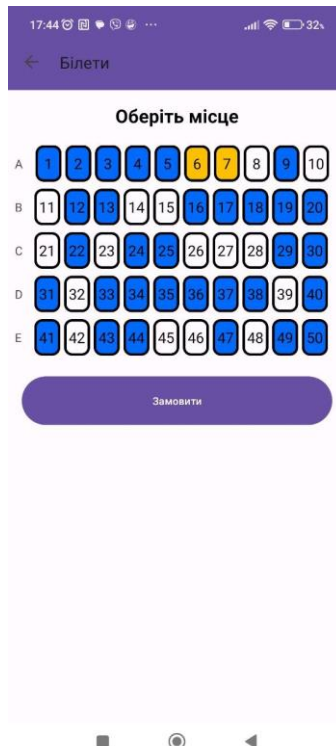 17:44 32%
Білети
Оберіть місце
A 1 2 3 4 5 6 7 8 9 10
B 11 12 13 14 15 16 17 18 19 20
C 21 22 23 24 25 26 27 28 29 30
D 31 32 33 34 35 36 37 38 39 40
E 41 42 43 44 45 46 47 48 49 50
Замовити